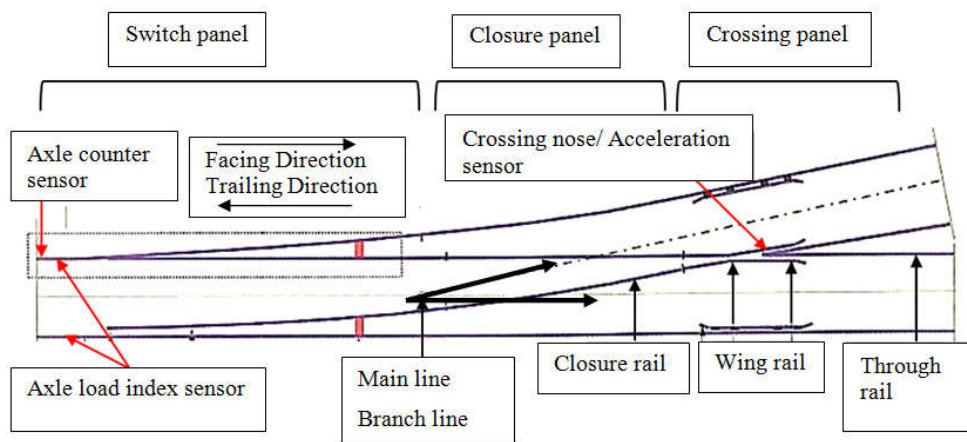 Switch panel
Closure panel
Crossing panel
Axle counter
sensor
Facing Direction
Trailing Direction
Crossing nose/ Acceleration
sensor
Axle load index sensor
Main line
Branch line
Closure rail
Wing rail
Through
rail